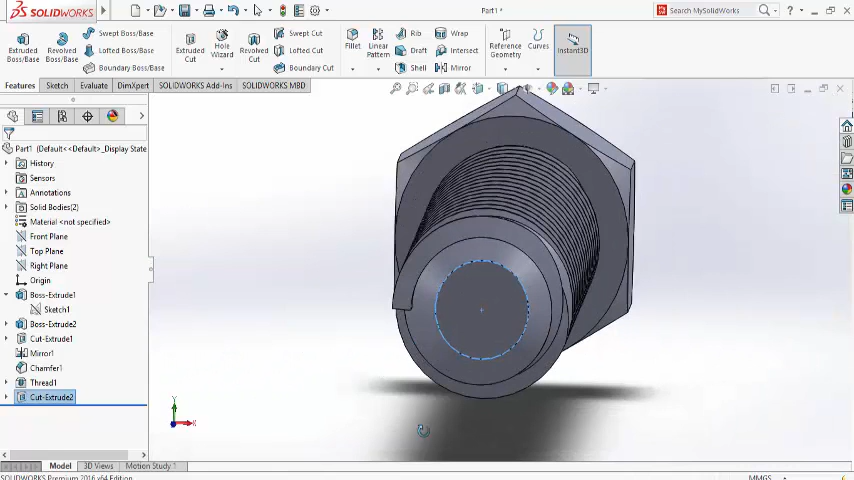 SOLIDWORKS
Part1 *
Search MySolidWorks
Extruded Boss/Base
Revolved Boss/Base
Swept Boss/Base
Lofted Boss/Base
Boundary Boss/Base
Extruded Cut
Hole Wizard
Revolved Cut
Swept Cut
Lofted Cut
Boundary Cut
Fillet
Linear Pattern
Rib
Draft
Shell
Wrap
Intersect
Mirror
Reference Geometry
Curves
Instant3D
Features
Sketch
Evaluate
DimXpert
SOLIDWORKS Add-Ins
SOLIDWORKS MBD
Part1 (Default<<Default>_Display State
History
Sensors
Annotations
Solid Bodies(2)
Material <not specified>
Front Plane
Top Plane
Right Plane
Origin
Boss-Extrude1
Sketch1
Boss-Extrude2
Cut-Extrude1
Mirror1
Chamfer1
Thread1
Cut-Extrude2
Y
X
Model
3D Views
Motion Study 1
SOLIDWORKS Premium 2016 x64 Edition
MMGS